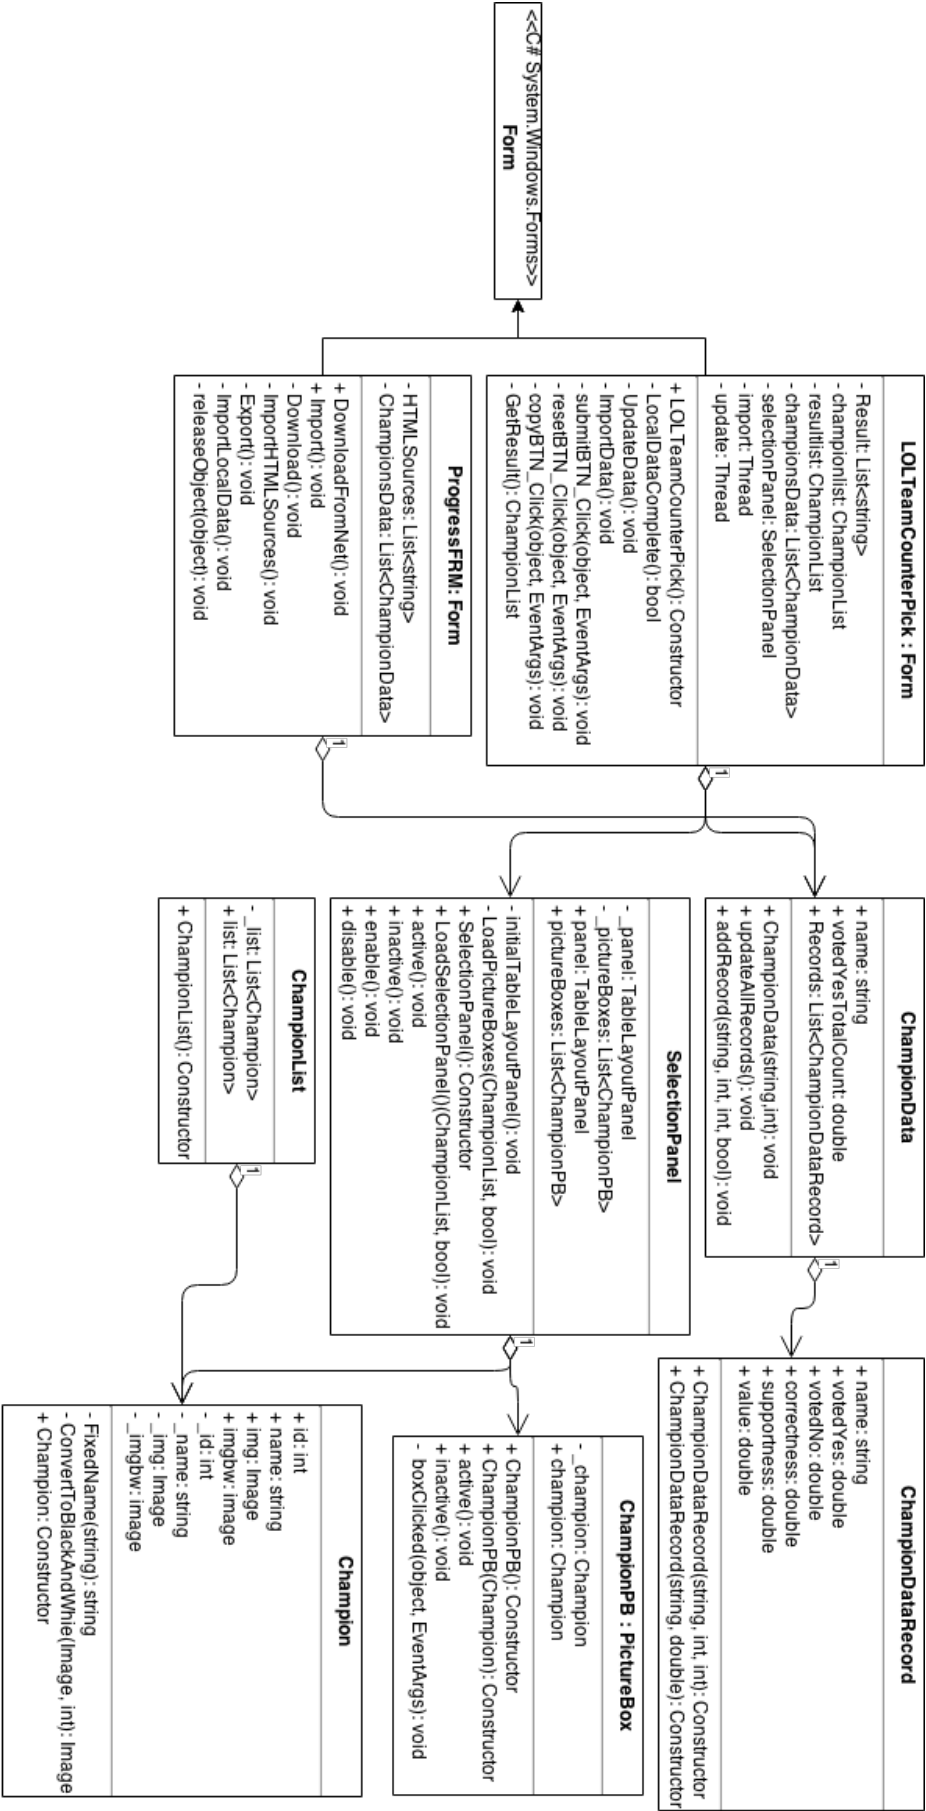 <<C# System.Windows.Forms>>
Form
LOLTeamCounterPick : Form
- Result: List<string>
- championlist: ChampionList
- resultlist: ChampionList
- championsData: List<ChampionData>
- selectionPanel: SelectionPanel
- import: Thread
- update: Thread
+ LOLTeamCounterPick(): Constructor
- LocalDataComplete(): bool
- UpdateData(): void
- ImportData(): void
- submitBTN_Click(object, EventArgs): void
- resetBTN_Click(object, EventArgs): void
- copyBTN_Click(object, EventArgs): void
- GetResult(): ChampionList
1
ProgressFRM: Form
- HTMLSources: List<string>
- ChampionsData: List<ChampionData>
+ DownloadFromNet(): void
+ Import(): void
- Download(): void
- ImportHTMLSources(): void
- Export(): void
- ImportLocalData(): void
- releaseObject(object): void
1
ChampionData
+ name: string
+ votedYesTotalCount: double
+ Records: List<ChampionDataRecord>
+ ChampionData(string,int): void
+ updateAllRecords(): void
+ addRecord(string, int, int, bool): void
1
SelectionPanel
- _panel: TableLayoutPanel
- _pictureBoxes: List<ChampionPB>
+ panel: TableLayoutPanel
+ pictureBoxes: List<ChampionPB>
- initialTableLayoutPanel(): void
- LoadPictureBoxes(ChampionList, bool): void
+ SelectionPanel(): Constructor
+ LoadSelectionPanel()(ChampionList, bool): void
+ active(): void
+ inactive(): void
+ enable(): void
+ disable(): void
1
ChampionList
- _list: List<Champion>
+ list: List<Champion>
+ ChampionList(): Constructor
1
ChampionDataRecord
+ name: string
+ votedYes: double
+ votedNo: double
+ correctness: double
+ supportness: double
+ value: double
+ ChampionDataRecord(string, int, int): Constructor
+ ChampionDataRecord(string, double): Constructor
ChampionPB : PictureBox
- _champion: Champion
+ champion: Champion
+ ChampionPB(): Constructor
+ ChampionPB(Champion): Constructor
+ active(): void
+ inactive(): void
- boxClicked(object, EventArgs): void
Champion
+ id: int
+ name: string
+ img: Image
+ imgbw: image
- _id: int
- _name: string
- _img: Image
- _imgbw: image
- FixedName(string): string
- ConvertToBlackAndWhie(Image, int): Image
+ Champion: Constructor